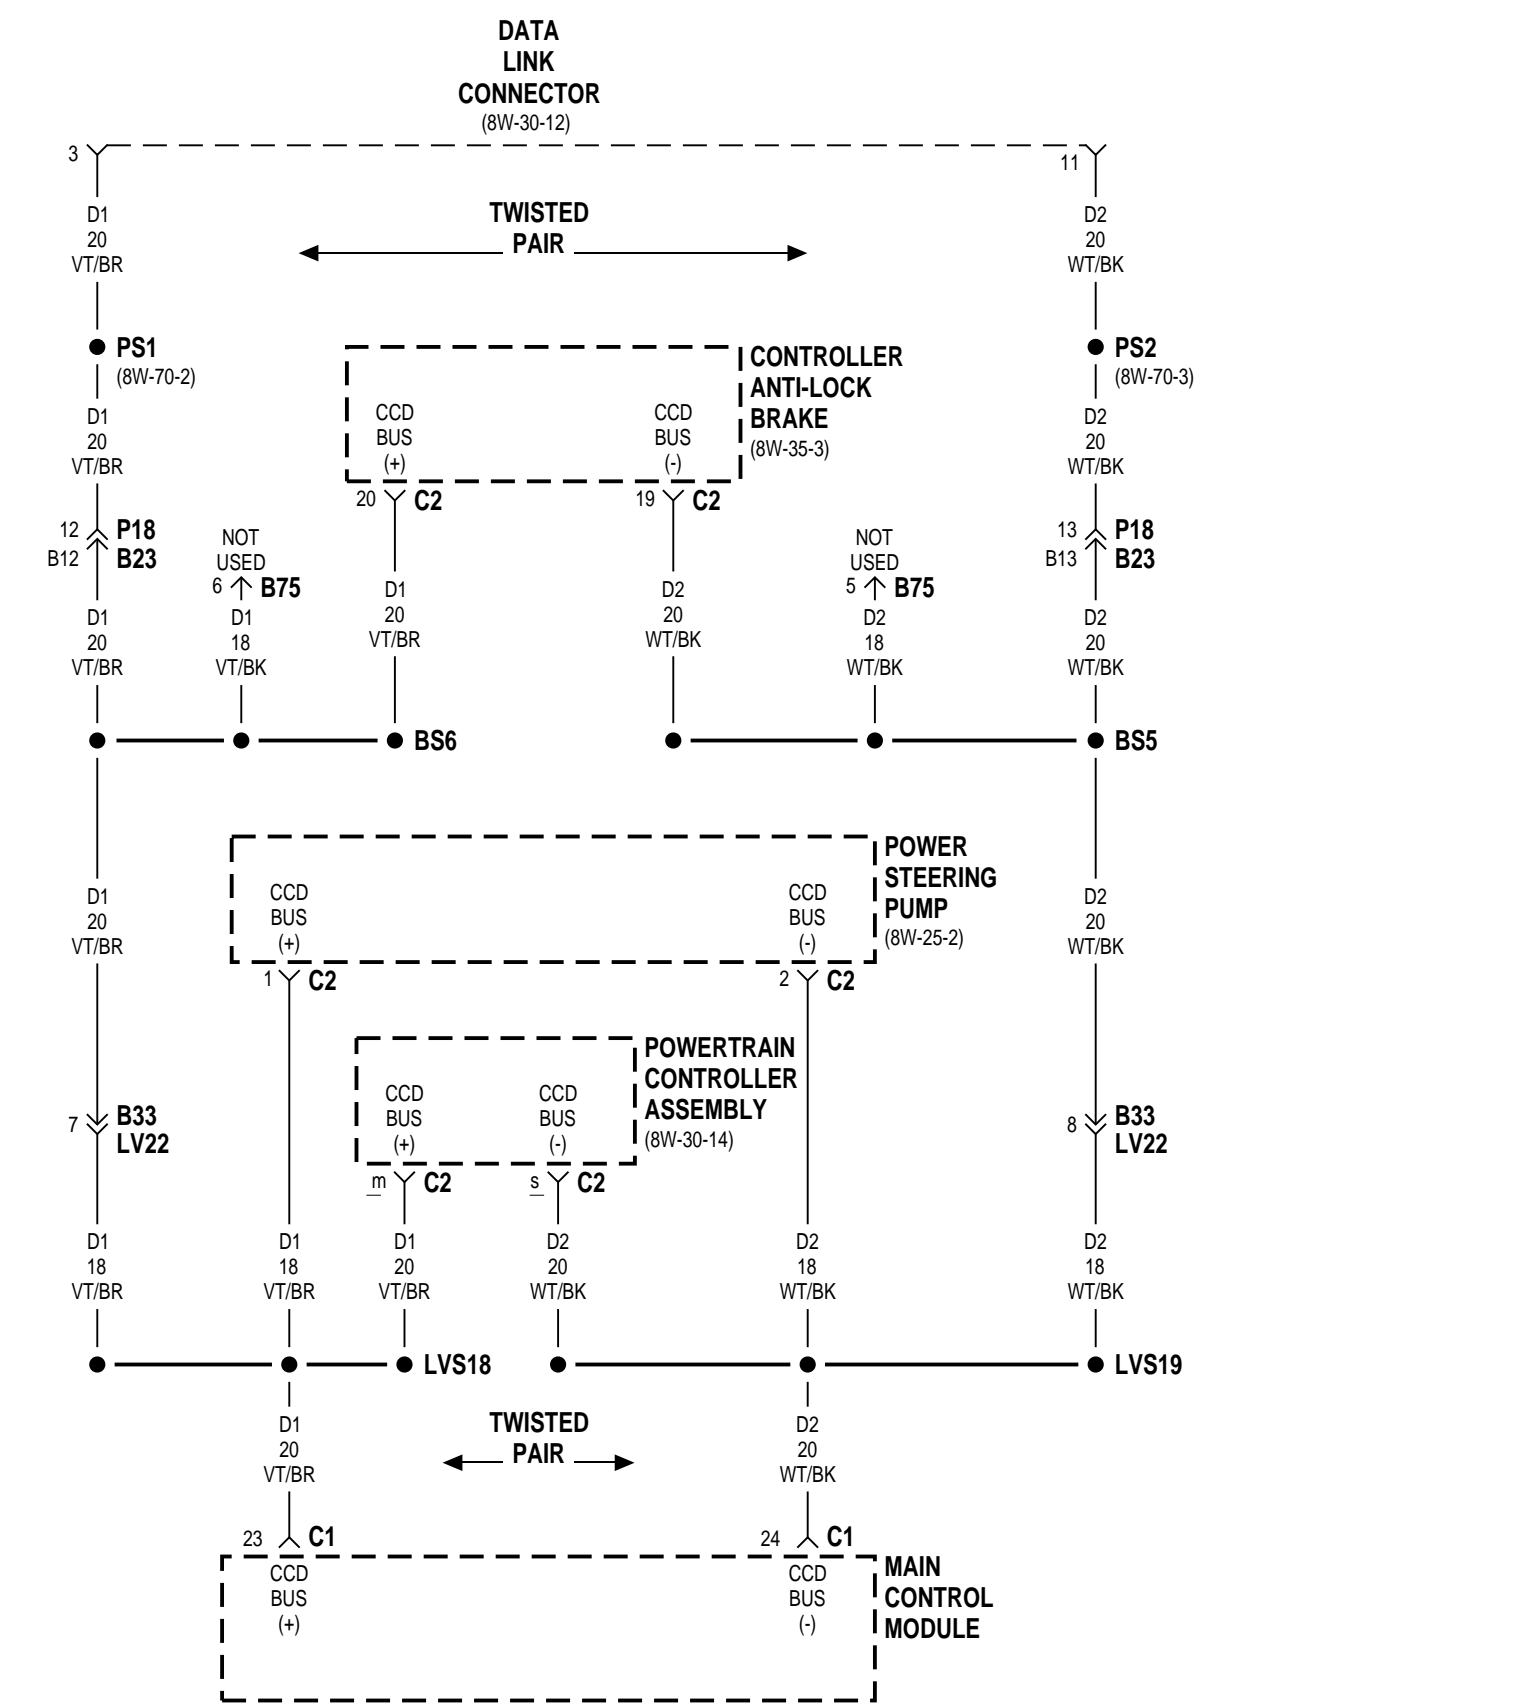 DATA
LINK
CONNECTOR
(8W-30-12)
3
11
D1
20
VT/BR
TWISTED
PAIR
D2
20
WT/BK
PS1
(8W-70-2)
PS2
(8W-70-3)
CONTROLLER
ANTI-LOCK
BRAKE
(8W-35-3)
CCD
BUS
(+)
CCD
BUS
(-)
D1
20
VT/BR
D2
20
WT/BK
20 C2
19 C2
12 P18
B12 B23
NOT
USED
6 B75
NOT
USED
5 B75
13 P18
B13 B23
D1
20
VT/BR
D1
18
VT/BK
D1
20
VT/BR
D2
20
WT/BK
D2
18
WT/BK
D2
20
WT/BK
BS6
BS5
POWER
STEERING
PUMP
(8W-25-2)
CCD
BUS
(+)
CCD
BUS
(-)
D1
20
VT/BR
D2
20
WT/BK
1 C2
2 C2
POWERTRAIN
CONTROLLER
ASSEMBLY
(8W-30-14)
CCD
BUS
(+)
CCD
BUS
(-)
7 B33
LV22
8 B33
LV22
m C2
s C2
D1
18
VT/BR
D1
18
VT/BR
D1
20
VT/BR
D2
20
WT/BK
D2
18
WT/BK
D2
18
WT/BK
LVS18
LVS19
D1
20
VT/BR
TWISTED
PAIR
D2
20
WT/BK
23 C1
24 C1
CCD
BUS
(+)
CCD
BUS
(-)
MAIN
CONTROL
MODULE